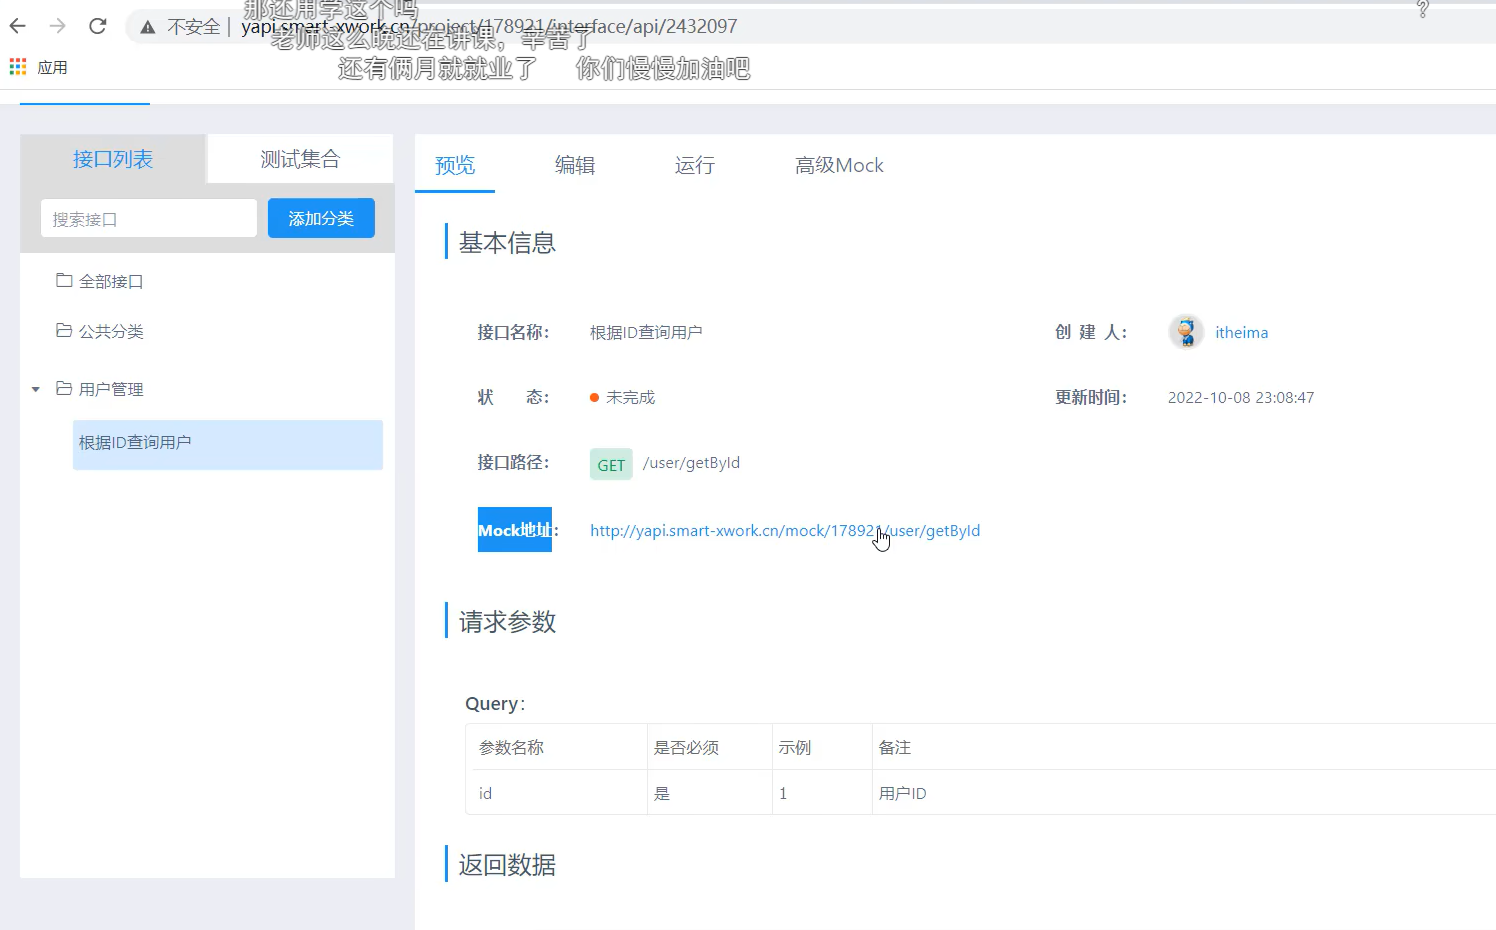 那还用学这个吗
?
不安全 | yapi.smart-xwork.cn/project/178921/interface/api/2432097
老师这么晚还在讲课，辛苦了
应用
还有俩月就就业了 你们慢慢加油吧
接口列表 测试集合
搜索接口 添加分类
全部接口
公共分类
用户管理
根据ID查询用户
预览 编辑 运行 高级Mock
基本信息
接口名称： 根据ID查询用户 创 建 人： itheima
状 态： 未完成 更新时间： 2022-10-08 23:08:47
接口路径： GET /user/getById
Mock地址： http://yapi.smart-xwork.cn/mock/178921/user/getById
请求参数
Query：
参数名称 是否必须 示例 备注
id 是 1 用户ID
返回数据